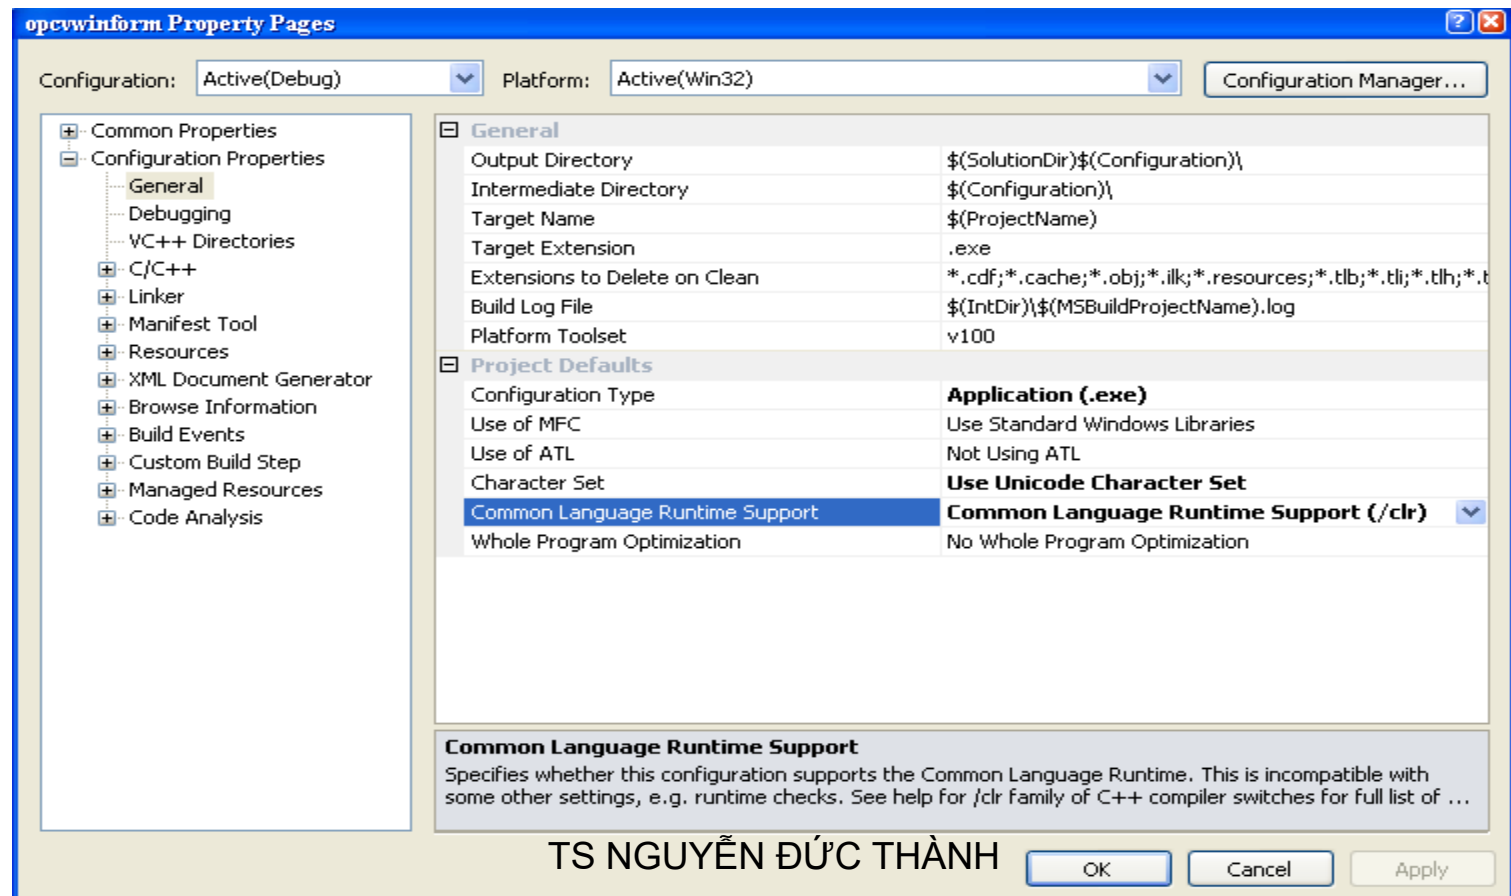 opcvwinform Property Pages
Configuration: Active(Debug) Platform: Active(Win32) Configuration Manager...
Common Properties
Configuration Properties
General
Debugging
VC++ Directories
C/C++
Linker
Manifest Tool
Resources
XML Document Generator
Browse Information
Build Events
Custom Build Step
Managed Resources
Code Analysis
General
Output Directory $(SolutionDir)$(Configuration)\
Intermediate Directory $(Configuration)\
Target Name $(ProjectName)
Target Extension .exe
Extensions to Delete on Clean *.cdf;*.cache;*.obj;*.ilk;*.resources;*.tlb;*.tli;*.tlh;*.t
Build Log File $(IntDir)\$(MSBuildProjectName).log
Platform Toolset v100
Project Defaults
Configuration Type Application (.exe)
Use of MFC Use Standard Windows Libraries
Use of ATL Not Using ATL
Character Set Use Unicode Character Set
Common Language Runtime Support Common Language Runtime Support (/clr)
Whole Program Optimization No Whole Program Optimization
Common Language Runtime Support
Specifies whether this configuration supports the Common Language Runtime. This is incompatible with
some other settings, e.g. runtime checks. See help for /clr family of C++ compiler switches for full list of ...
TS NGUYỄN ĐỨC THÀNH
OK Cancel Apply